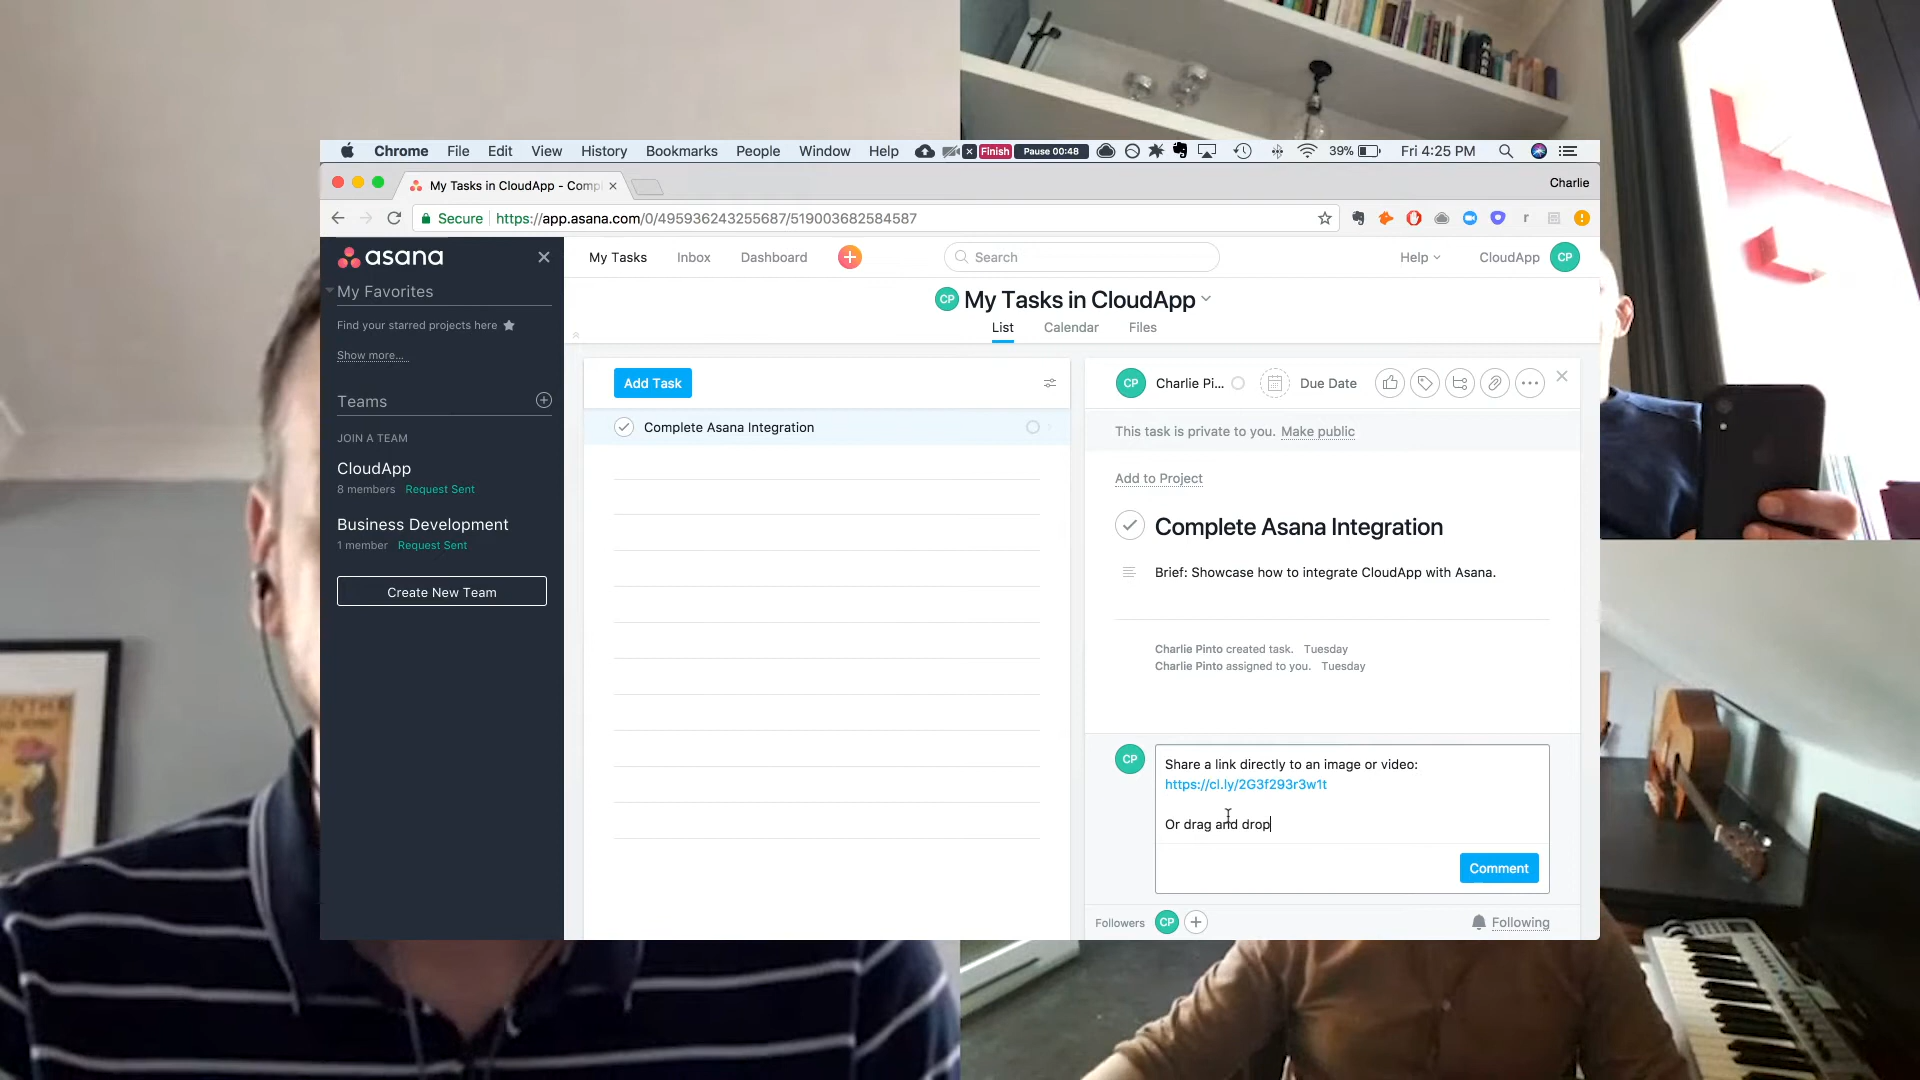 Chrome File Edit View History Bookmarks People Window Help Finish Pause 00:48 39% Fri 4:25 PM
My Tasks in CloudApp - Compl
Charlie
Secure https://app.asana.com/0/495936243255687/519003682584587
asana
My Tasks Inbox Dashboard Search Help CloudApp CP
My Favorites
Find your starred projects here
Show more...
Teams
JOIN A TEAM
CloudApp
8 members Request Sent
Business Development
1 member Request Sent
Create New Team
CP My Tasks in CloudApp
List Calendar Files
Add Task
Complete Asana Integration
CP Charlie Pi... Due Date
This task is private to you. Make public
Add to Project
Complete Asana Integration
Brief: Showcase how to integrate CloudApp with Asana.
Charlie Pinto created task. Tuesday
Charlie Pinto assigned to you. Tuesday
CP
Share a link directly to an image or video:
https://cl.ly/2G3f293r3w1t
Or drag and drop
Comment
Followers CP Following